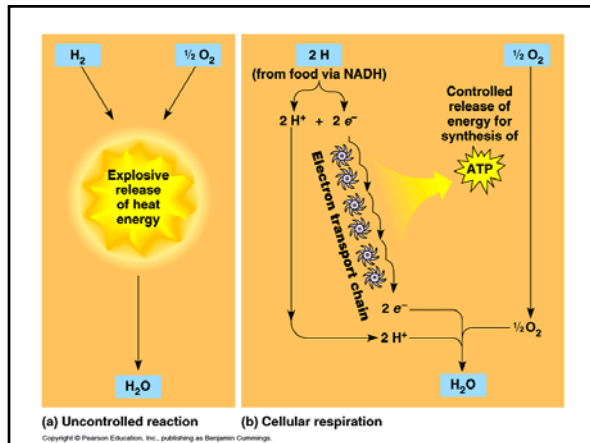 H₂
½ O₂
Explosive
release
of heat
energy
H₂O
(a) Uncontrolled reaction
2 H
(from food via NADH)
2 H⁺ + 2 e⁻
½ O₂
Controlled
release of
energy for
synthesis of
ATP
Electron transport chain
2 e⁻
2 H⁺
½ O₂
H₂O
(b) Cellular respiration
Copyright © Pearson Education, Inc., publishing as Benjamin Cummings.